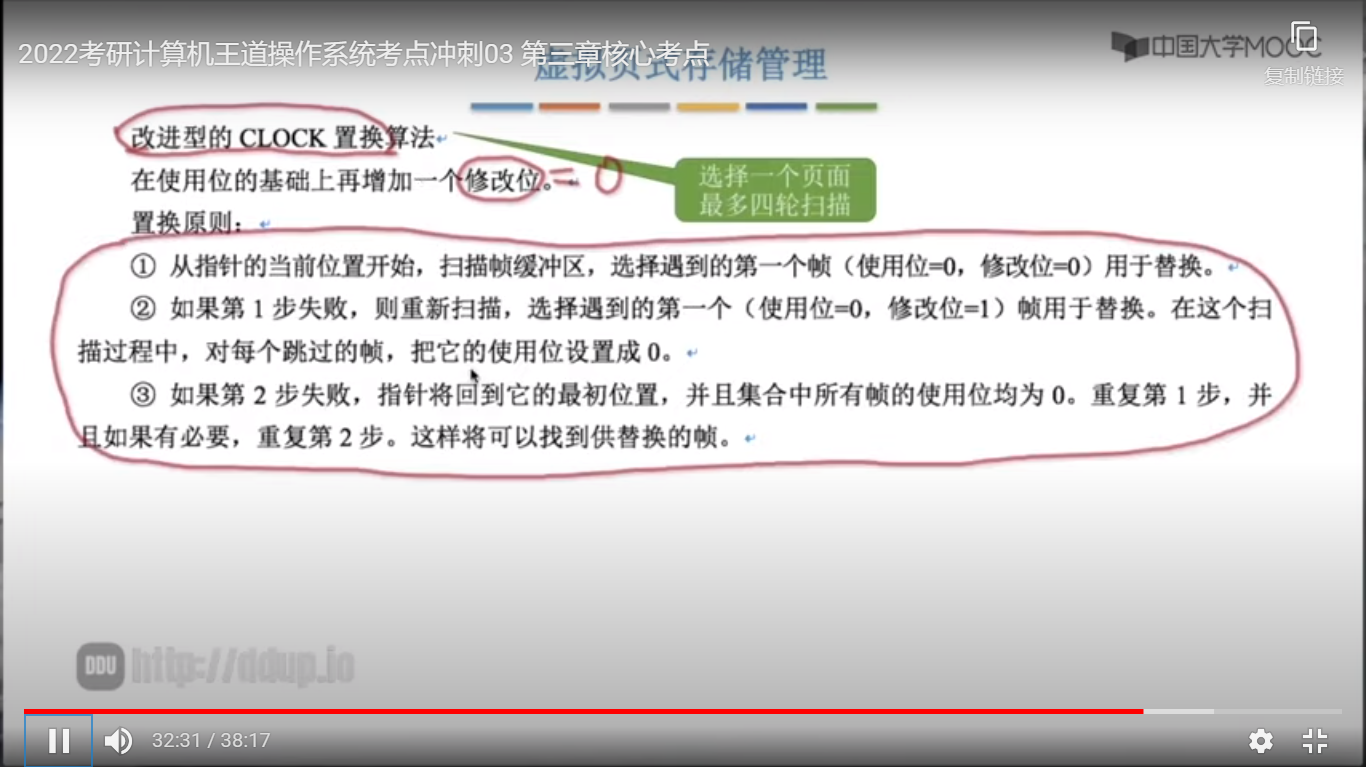 2022考研计算机王道操作系统考点冲刺03 第三章核心考点
中国大学MOOC
虚拟页式存储管理
复制链接
改进型的 CLOCK 置换算法
在使用位的基础上再增加一个修改位。= 0
选择一个页面
最多四轮扫描
置换原则：
① 从指针的当前位置开始，扫描帧缓冲区，选择遇到的第一个帧（使用位=0，修改位=0）用于替换。
② 如果第 1 步失败，则重新扫描，选择遇到的第一个（使用位=0，修改位=1）帧用于替换。在这个扫
描过程中，对每个跳过的帧，把它的使用位设置成 0。
③ 如果第 2 步失败，指针将回到它的最初位置，并且集合中所有帧的使用位均为 0。重复第 1 步，并
且如果有必要，重复第 2 步。这样将可以找到供替换的帧。
DDU http://ddup.io
32:31 / 38:17